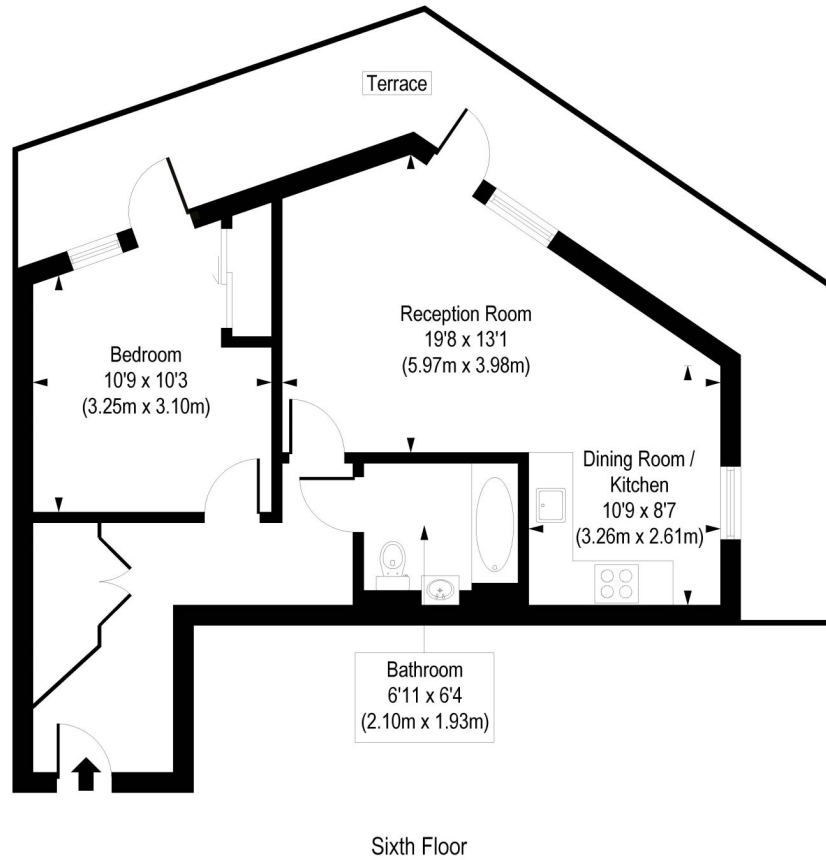 Terrace
Reception Room
19'8 x 13'1
(5.97m x 3.98m)
Bedroom
10'9 x 10'3
(3.25m x 3.10m)
Dining Room /
Kitchen
10'9 x 8'7
(3.26m x 2.61m)
Bathroom
6'11 x 6'4
(2.10m x 1.93m)
Sixth Floor